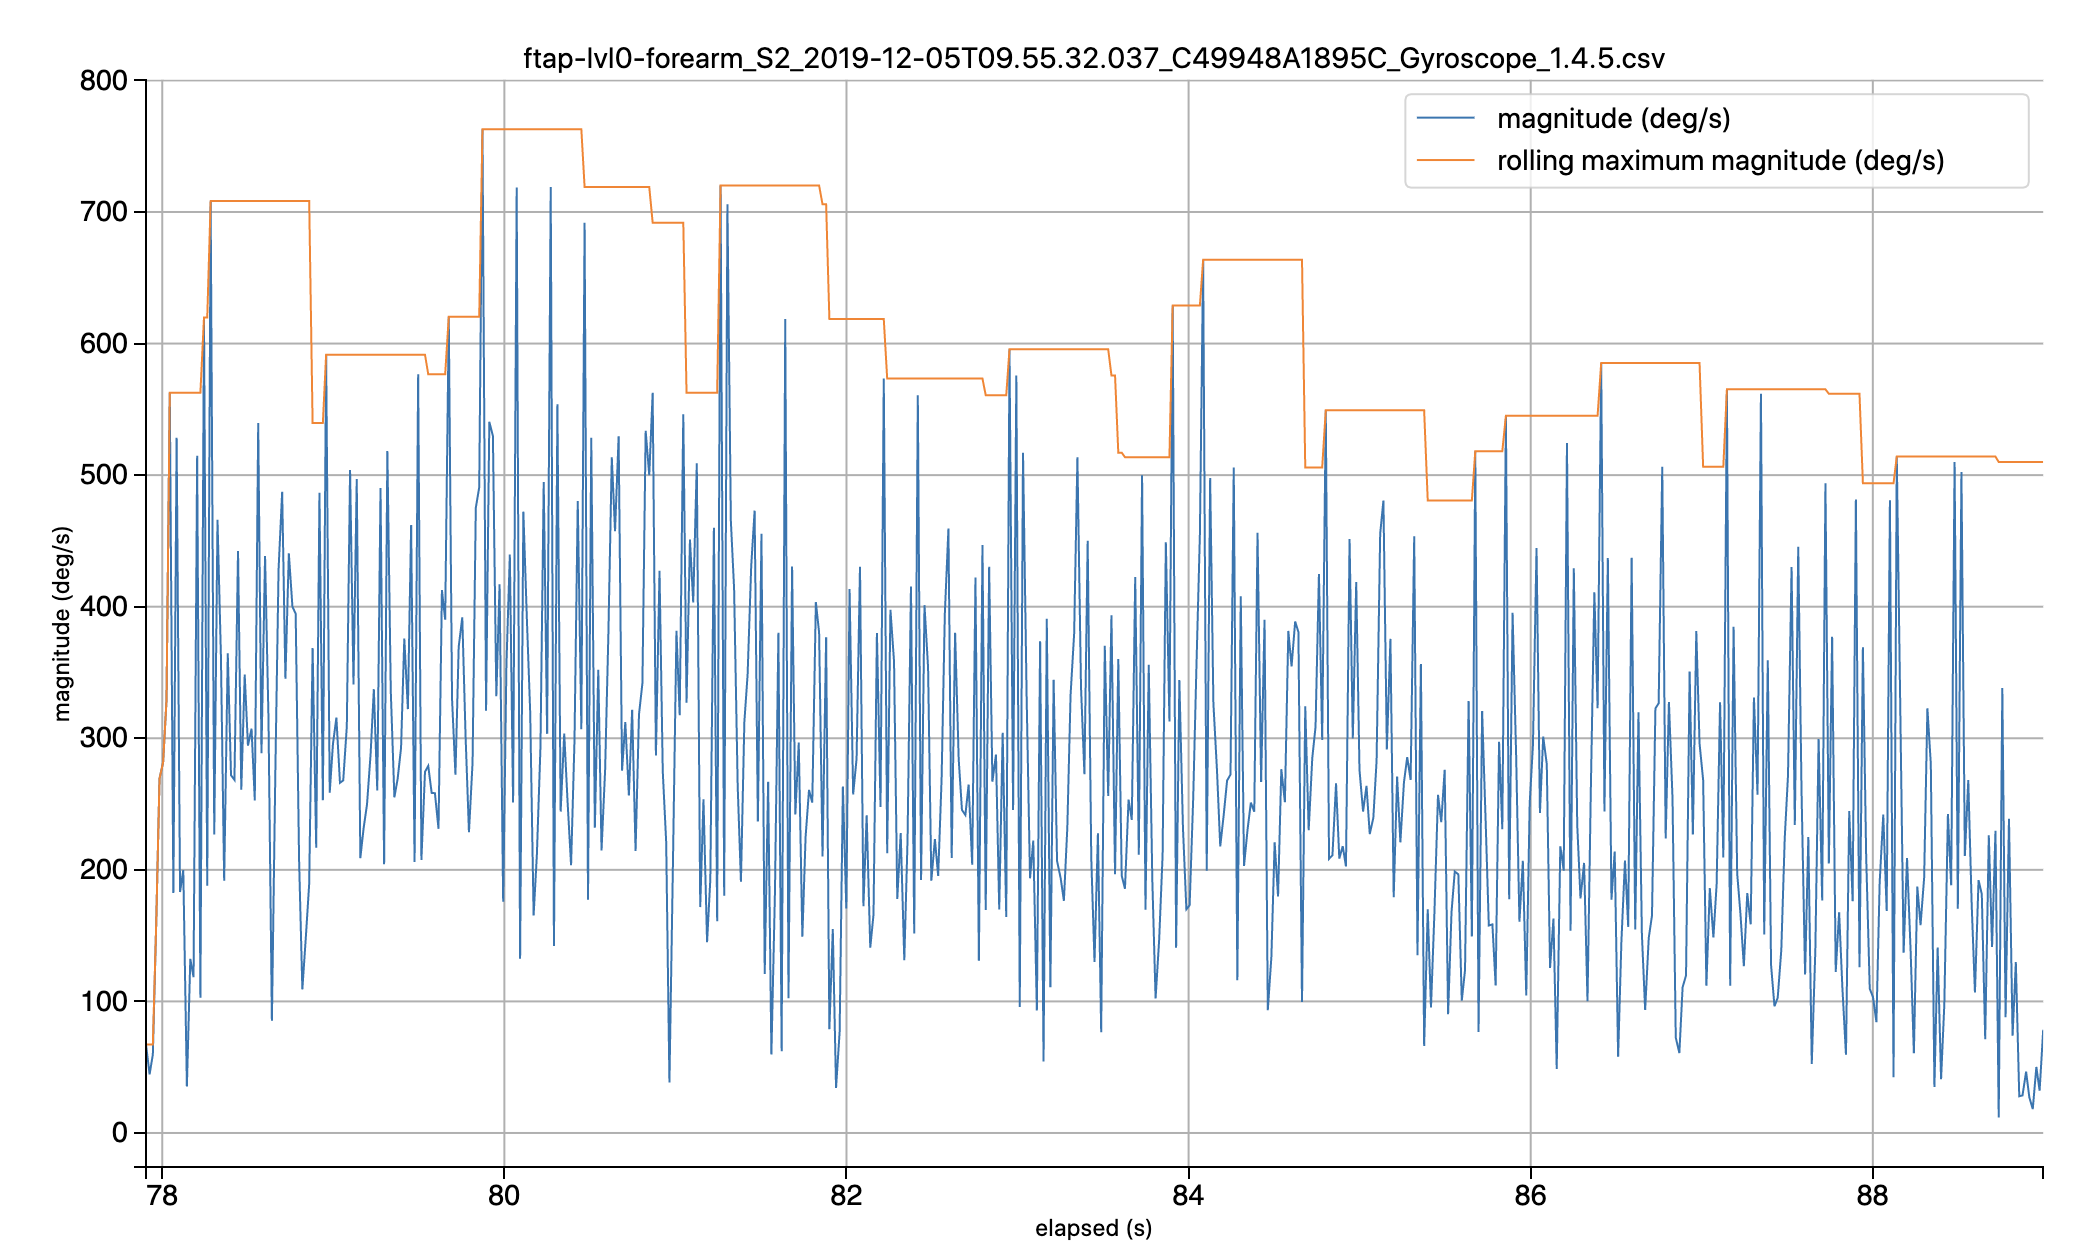 ftap-lvl0-forearm_S2_2019-12-05T09.55.32.037_C49948A1895C_Gyroscope_1.4.5.csv
magnitude (deg/s)
rolling maximum magnitude (deg/s)
800
700
600
500
400
300
200
100
0
magnitude (deg/s)
78 80 82 84 86 88
elapsed (s)